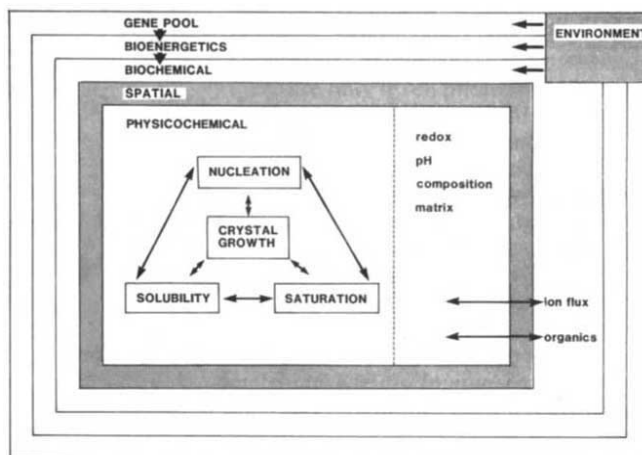 GENE POOL
ENVIRONMENT
BIOENERGETICS
BIOCHEMICAL
SPATIAL
PHYSICOCHEMICAL
redox
pH
composition
matrix
NUCLEATION
CRYSTAL
GROWTH
SOLUBILITY
SATURATION
ion flux
organics